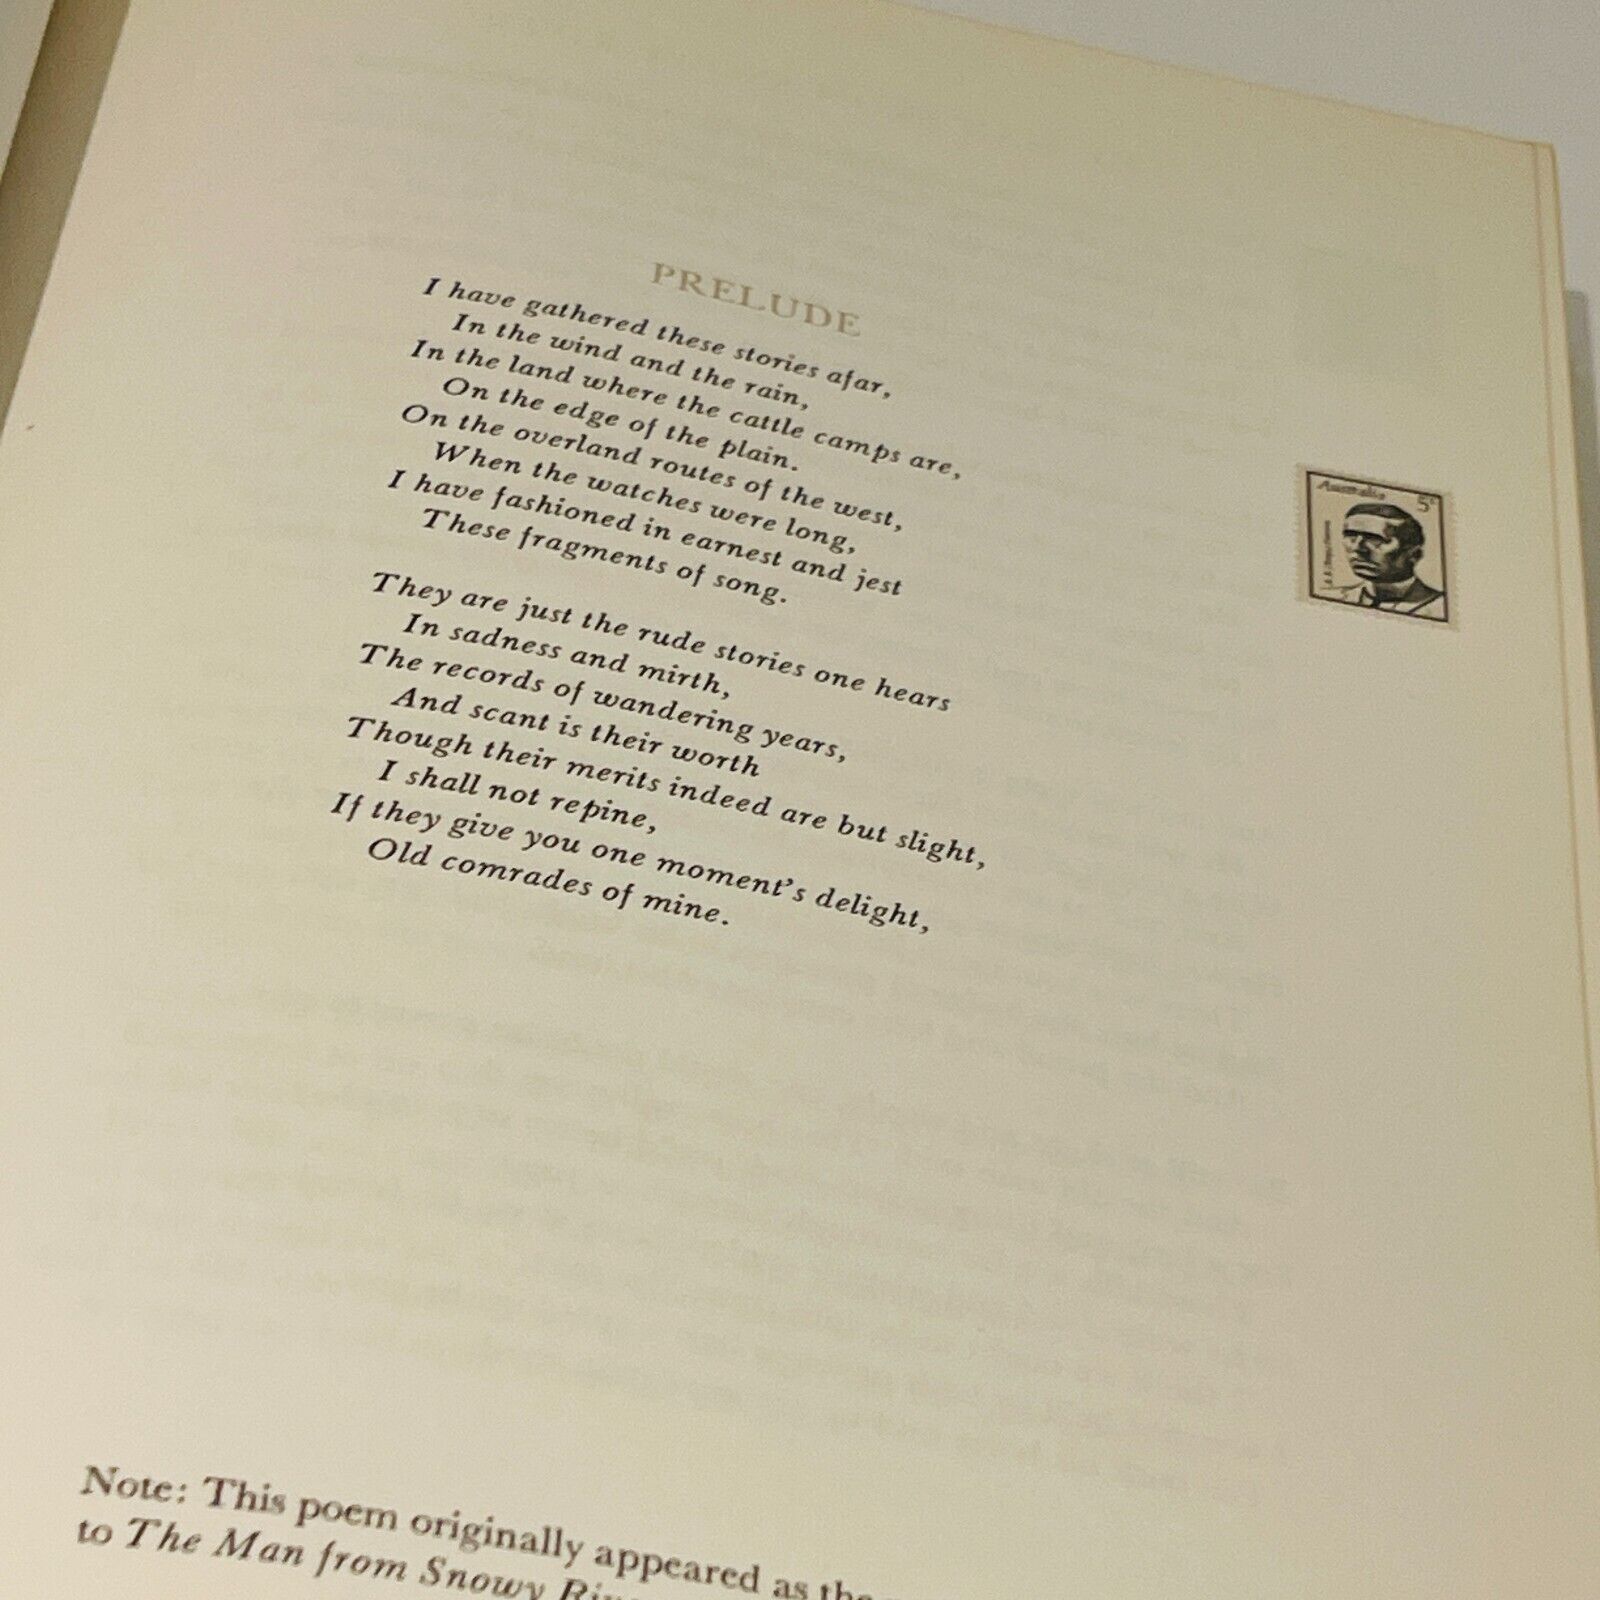 PRELUDE
I have gathered these stories afar,
In the wind and the rain,
In the land where the cattle camps are,
On the edge of the plain.
On the overland routes of the west,
When the watches were long,
I have fashioned in earnest and jest
These fragments of song.
They are just the rude stories one hears
In sadness and mirth,
The records of wandering years,
And scant is their worth
Though their merits indeed are but slight,
I shall not repine,
If they give you one moment's delight,
Old comrades of mine.
Australia
5c
Note: This poem originally appeared as the
to The Man from Snowy